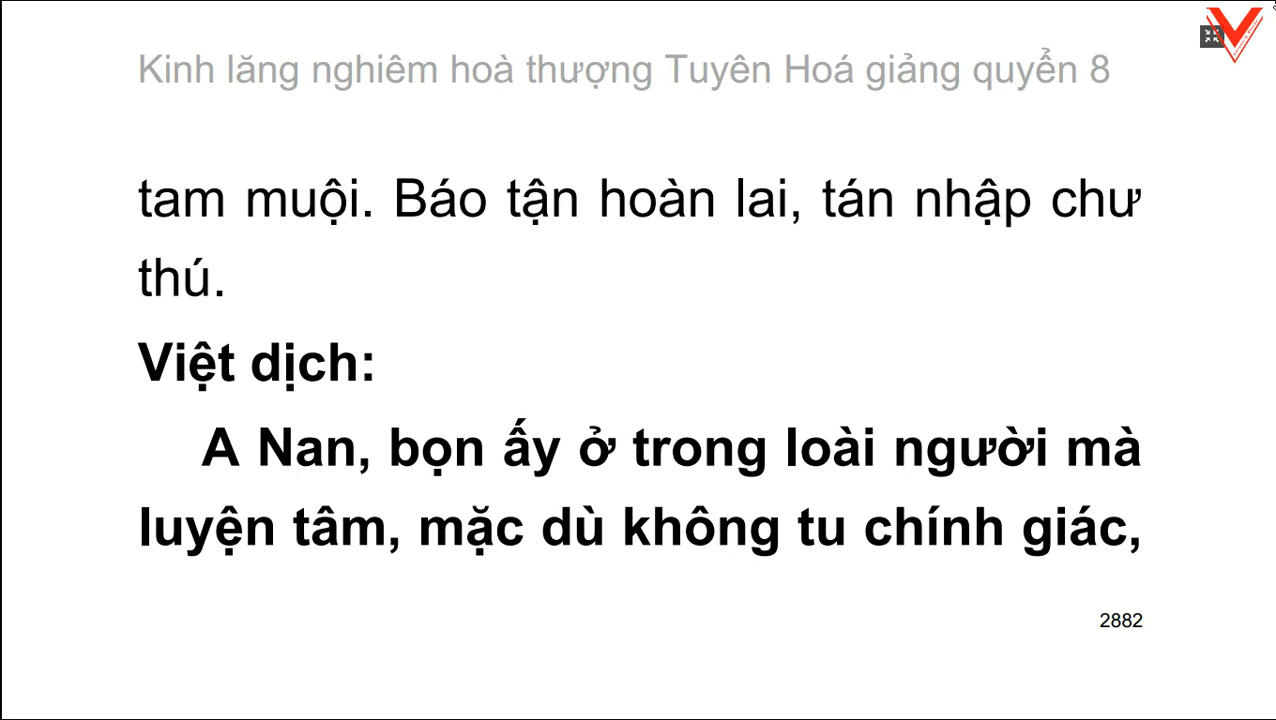 Kinh lăng nghiêm hoà thượng Tuyên Hoá giảng quyển 8
tam muội. Báo tận hoàn lai, tán nhập chư
thú.
Việt dịch:
A Nan, bọn ấy ở trong loài người mà
luyện tâm, mặc dù không tu chính giác,
2882